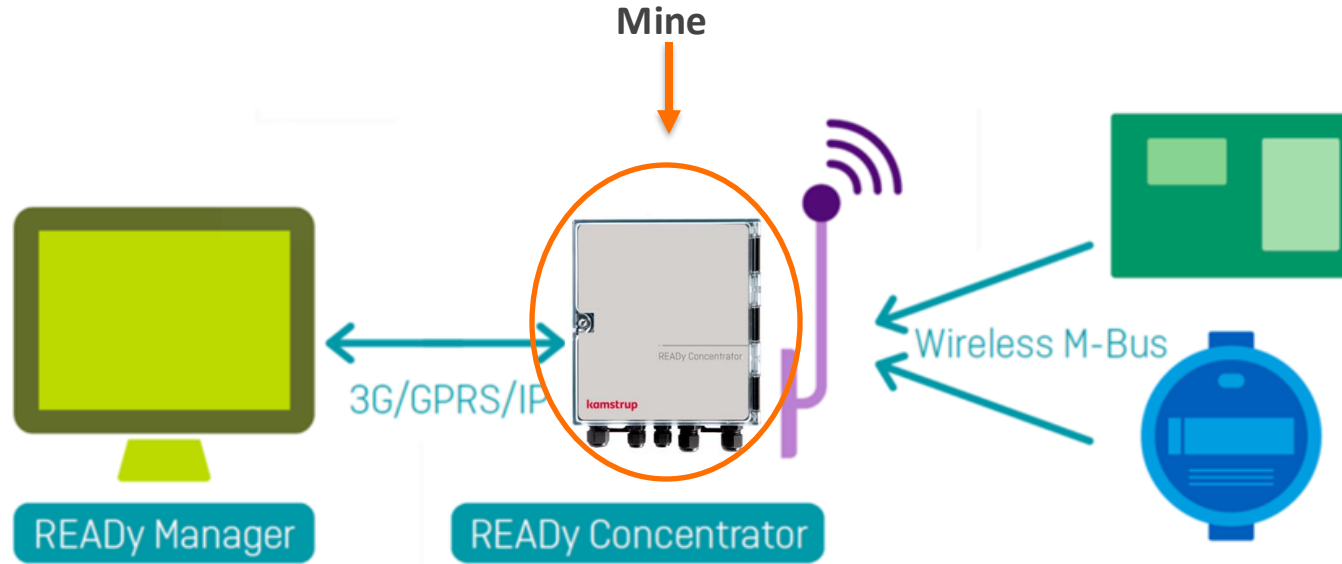 Mine
READy Concentrator
kamstrup
3G/GPRS/IP
Wireless M-Bus
READy Manager
READy Concentrator